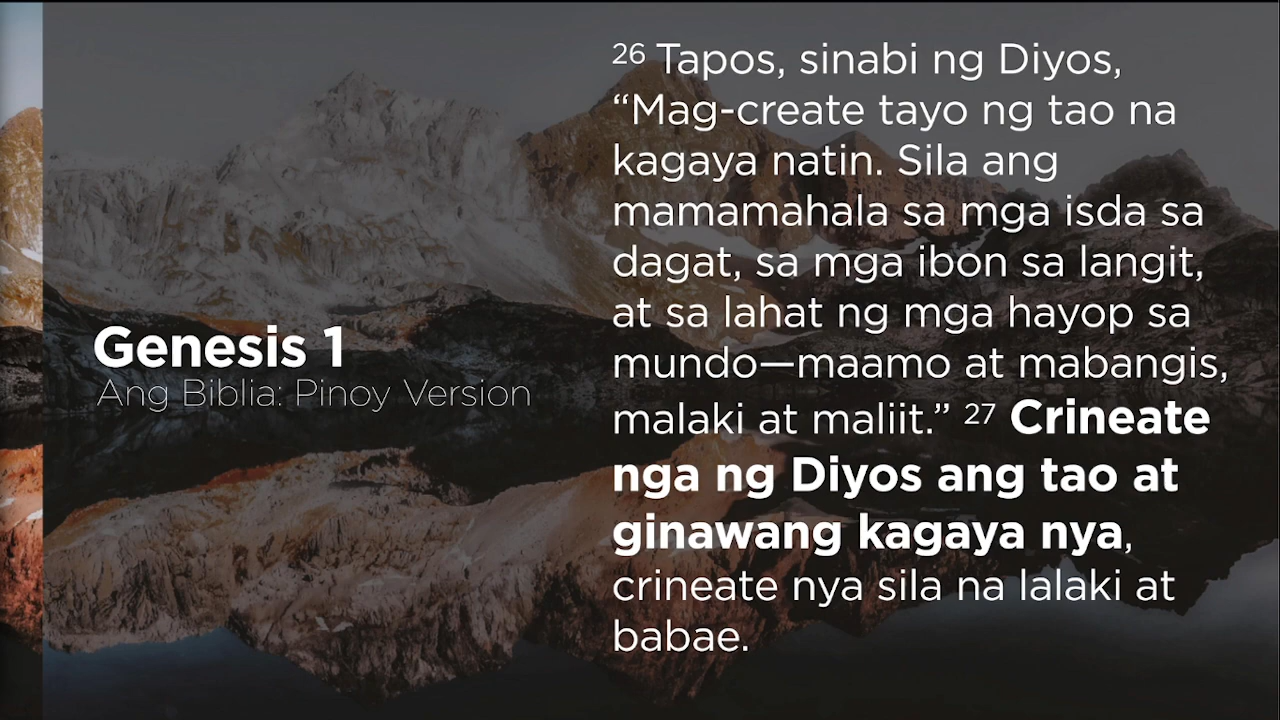 Genesis 1
Ang Biblia: Pinoy Version
26 Tapos, sinabi ng Diyos,
“Mag-create tayo ng tao na
kagaya natin. Sila ang
mamamahala sa mga isda sa
dagat, sa mga ibon sa langit,
at sa lahat ng mga hayop sa
mundo—maamo at mabangis,
malaki at maliit.” 27 Crineate
nga ng Diyos ang tao at
ginawang kagaya nya,
crineate nya sila na lalaki at
babae.